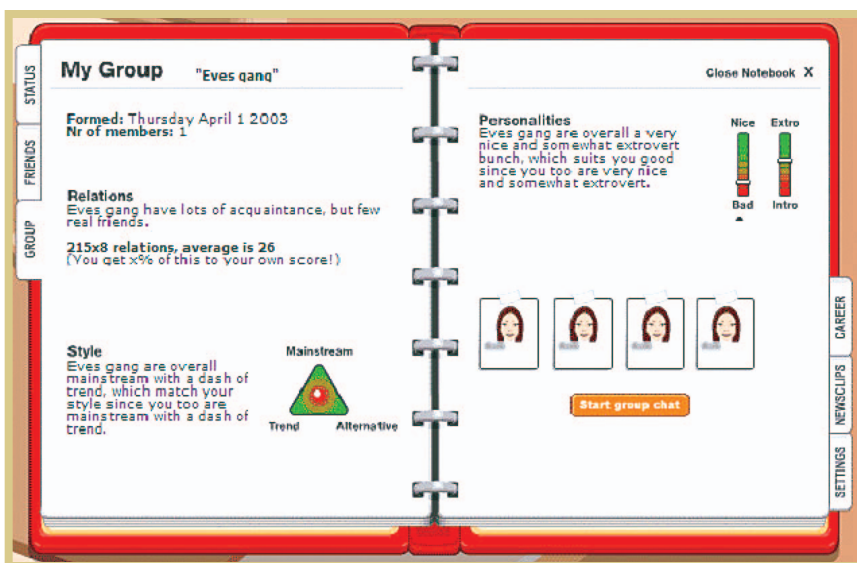 STATUS
FRIENDS
GROUP
My Group "Eves gang"
Formed: Thursday April 1 2003
Nr of members: 1
Relations
Eves gang have lots of acquaintance, but few
real friends.
215x8 relations, average is 26
(You get x% of this to your own score!)
Style
Eves gang are overall
mainstream with a dash of
trend, which match your
style since you too are
mainstream with a dash of
trend.
Mainstream
Trend Alternative
Close Notebook X
Personalities
Eves gang are overall a very
nice and somewhat extrovert
bunch, which suits you good
since you too are very nice
and somewhat extrovert.
Nice Extro
Bad Intro
Start group chat
CAREER
NEWSCLIPS
SETTINGS